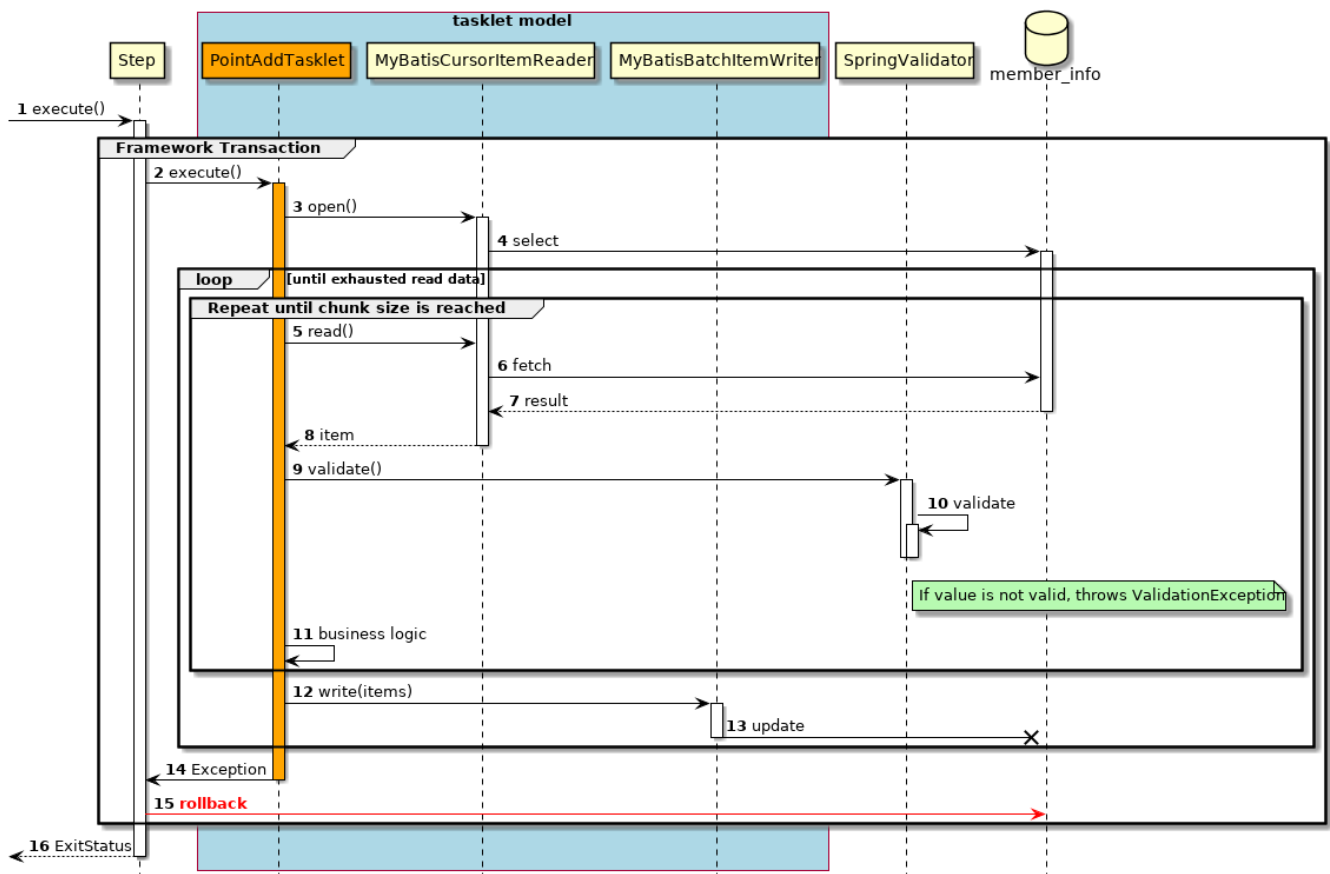 tasklet model
Step
PointAddTasklet
MyBatisCursorItemReader
MyBatisBatchItemWriter
SpringValidator
member_info
1 execute()
Framework Transaction
2 execute()
3 open()
4 select
loop [until exhausted read data]
Repeat until chunk size is reached
5 read()
6 fetch
7 result
8 item
9 validate()
10 validate
If value is not valid, throws ValidationException
11 business logic
12 write(items)
13 update
14 Exception
15 rollback
16 ExitStatus